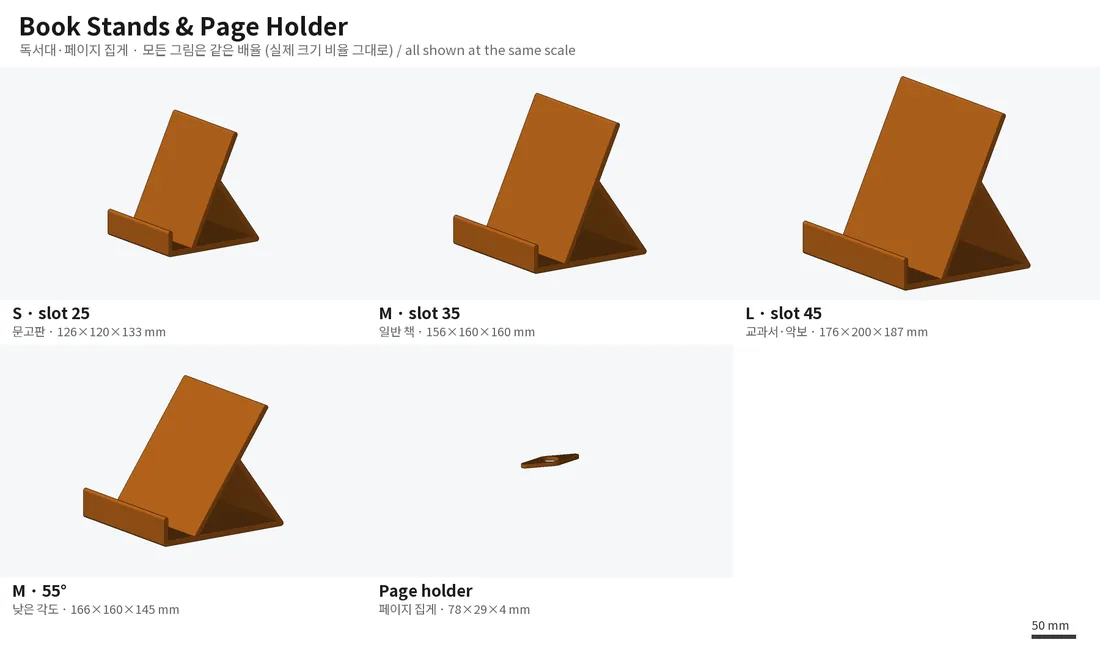 Book Stands & Page Holder
독서대·페이지 집게 · 모든 그림은 같은 배율 (실제 크기 비율 그대로) / all shown at the same scale
S · slot 25
문고판 · 126×120×133 mm
M · slot 35
일반 책 · 156×160×160 mm
L · slot 45
교과서·악보 · 176×200×187 mm
M · 55°
낮은 각도 · 166×160×145 mm
Page holder
페이지 집게 · 78×29×4 mm
50 mm